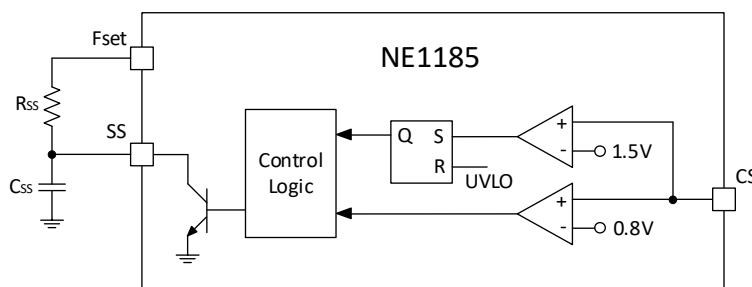 Fset
NE1185
RSS
SS
CSS
Control
Logic
Q S
R
UVLO
+
-
1.5V
+
-
0.8V
CS